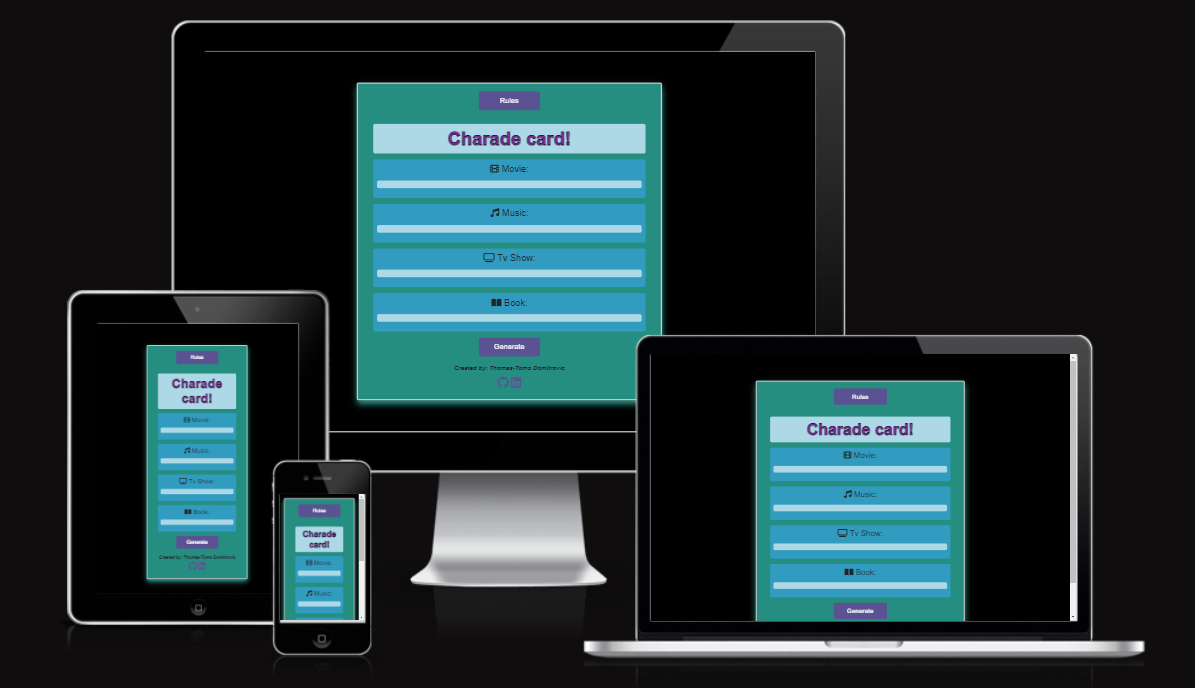 Rules
Charade card!
Movie:
Music:
Tv Show:
Book:
Generate
Created by: Thomas-Tomo Domitrovic
Rules
Charade
card!
Movie:
Music:
Tv Show:
Book:
Generate
Created by: Thomas-Tomo Domitrovic
Rules
Charade
card!
Movie:
Music:
Rules
Charade card!
Movie:
Music:
Tv Show:
Book:
Generate